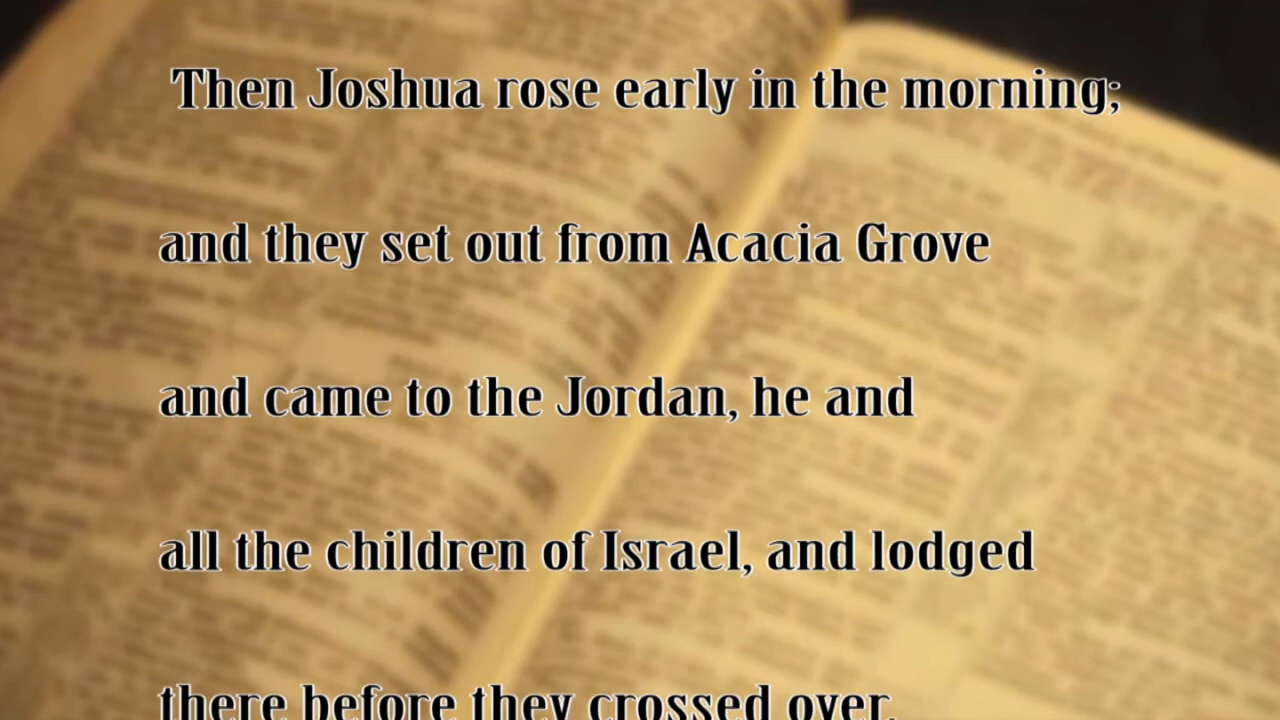 Then Joshua rose early in the morning;
and they set out from Acacia Grove
and came to the Jordan, he and
all the children of Israel, and lodged
there before they crossed over.